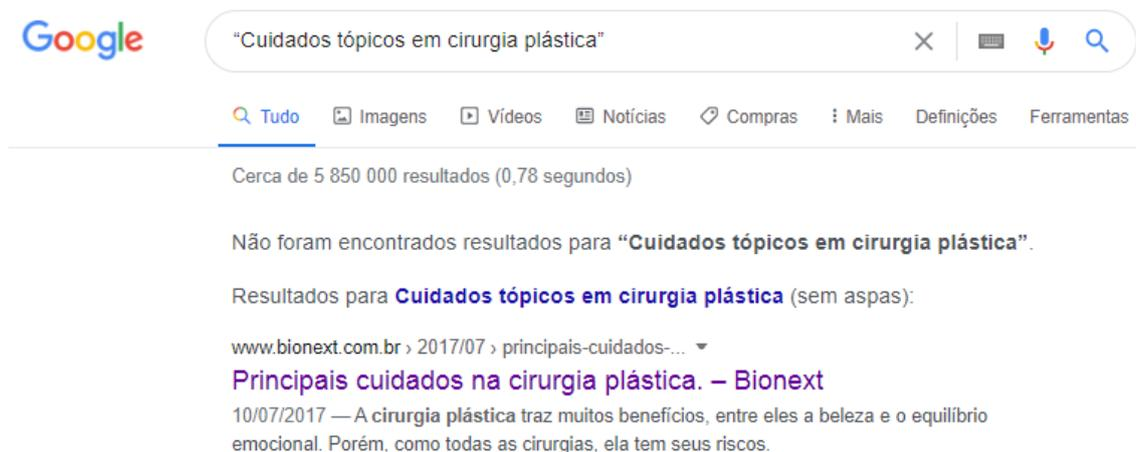 Google
“Cuidados tópicos em cirurgia plástica”
Tudo Imagens Vídeos Notícias Compras Mais Definições Ferramentas
Cerca de 5 850 000 resultados (0,78 segundos)
Não foram encontrados resultados para “Cuidados tópicos em cirurgia plástica”.
Resultados para Cuidados tópicos em cirurgia plástica (sem aspas):
www.bionext.com.br › 2017/07 › principais-cuidados-...
Principais cuidados na cirurgia plástica. – Bionext
10/07/2017 — A cirurgia plástica traz muitos benefícios, entre eles a beleza e o equilíbrio
emocional. Porém, como todas as cirurgias, ela tem seus riscos.